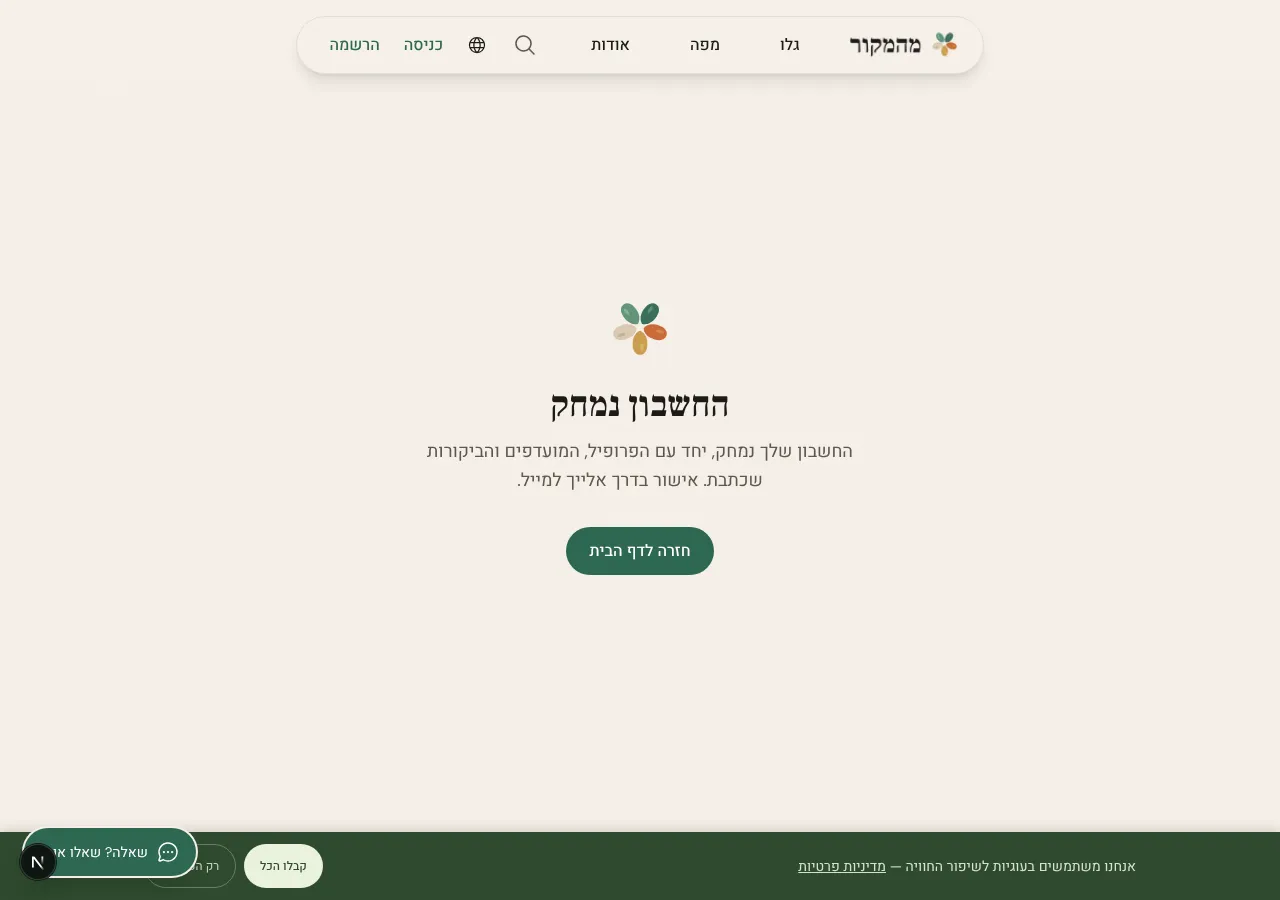 מהמקור
גלו
מפה
אודות
כניסה
הרשמה
החשבון נמחק
החשבון שלך נמחק, יחד עם הפרופיל, המועדפים והביקורות
שכתבת. אישור בדרך אלייך למייל.
חזרה לדף הבית
אנחנו משתמשים בעוגיות לשיפור החוויה — מדיניות פרטיות
קבלו הכל
רק
שאלה? שאלו
N